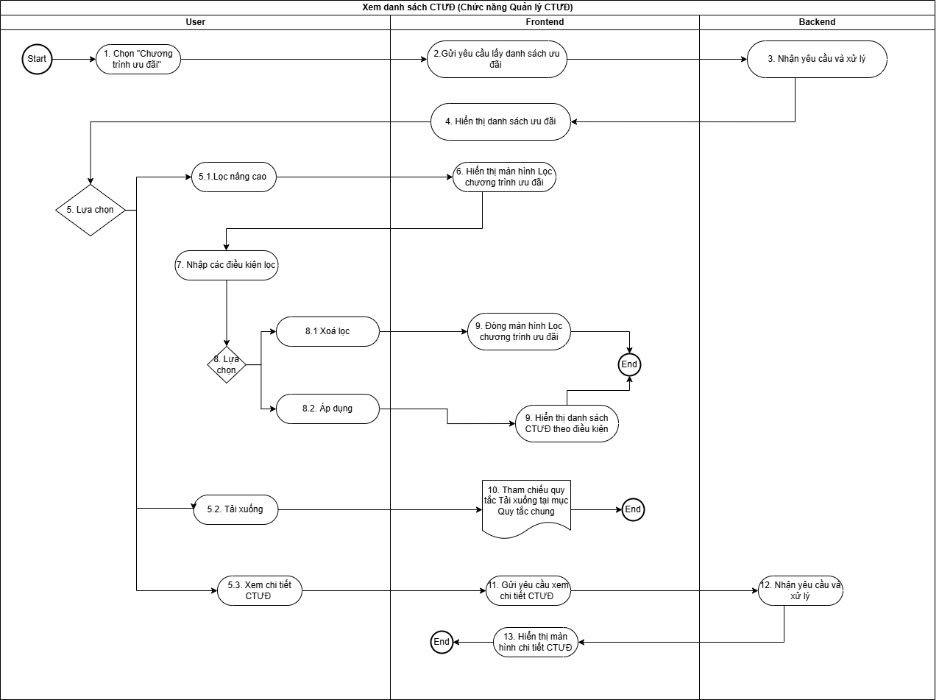 Xem danh sách CTƯĐ (Chức năng Quản lý CTƯĐ)
User
Frontend
Backend
Start
1. Chọn "Chương
trình ưu đãi"
2.Gửi yêu cầu lấy danh sách ưu
đãi
3. Nhận yêu cầu và xử lý
4. Hiển thị danh sách ưu đãi
5. Lựa chọn
5.1.Lọc nâng cao
6. Hiển thị màn hình Lọc
chương trình ưu đãi
7. Nhập các điều kiện lọc
8. Lựa
chọn
8.1 Xoá lọc
9. Đóng màn hình Lọc
chương trình ưu đãi
End
8.2. Áp dụng
9. Hiển thị danh sách
CTƯĐ theo điều kiện
5.2. Tải xuống
10. Tham chiếu quy
tắc Tải xuống tại mục
Quy tắc chung
End
5.3. Xem chi tiết
CTƯĐ
11. Gửi yêu cầu xem
chi tiết CTƯĐ
12. Nhận yêu cầu và
xử lý
End
13. Hiển thị màn
hình chi tiết CTƯĐ